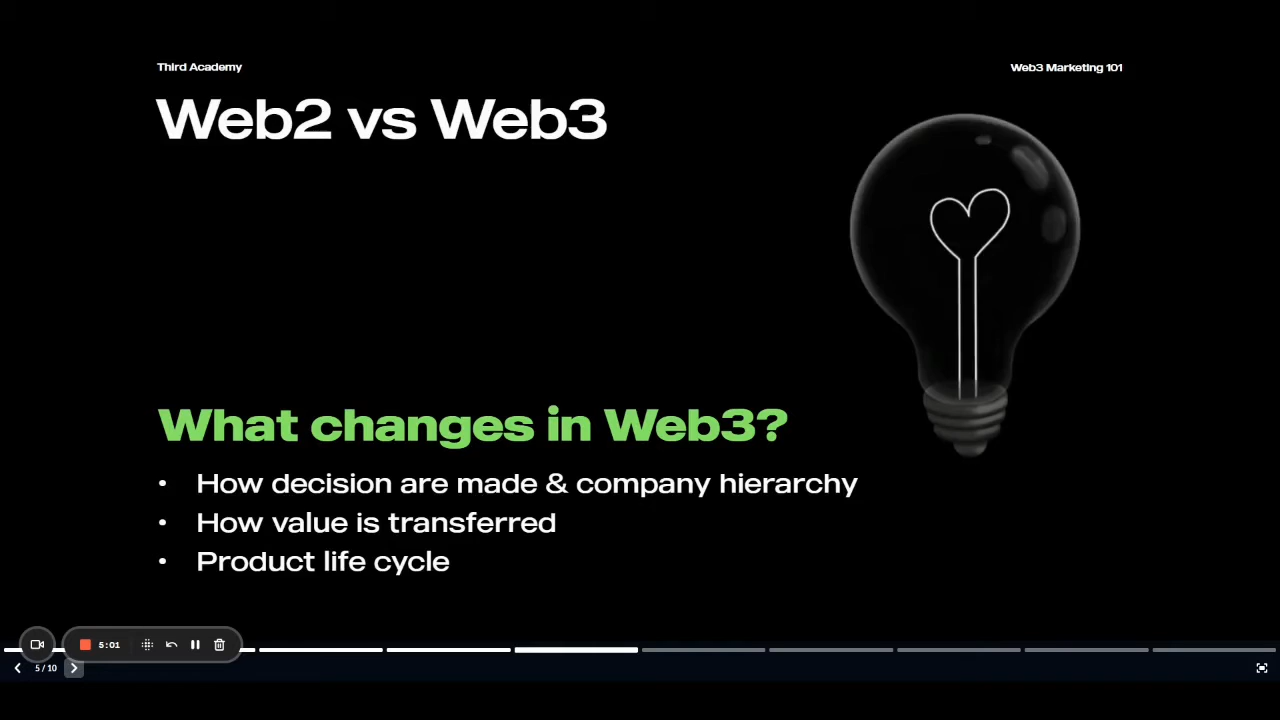 Third Academy
Web3 Marketing 101
Web2 vs Web3
What changes in Web3?
• How decision are made & company hierarchy
• How value is transferred
• Product life cycle
5:01
5 / 10